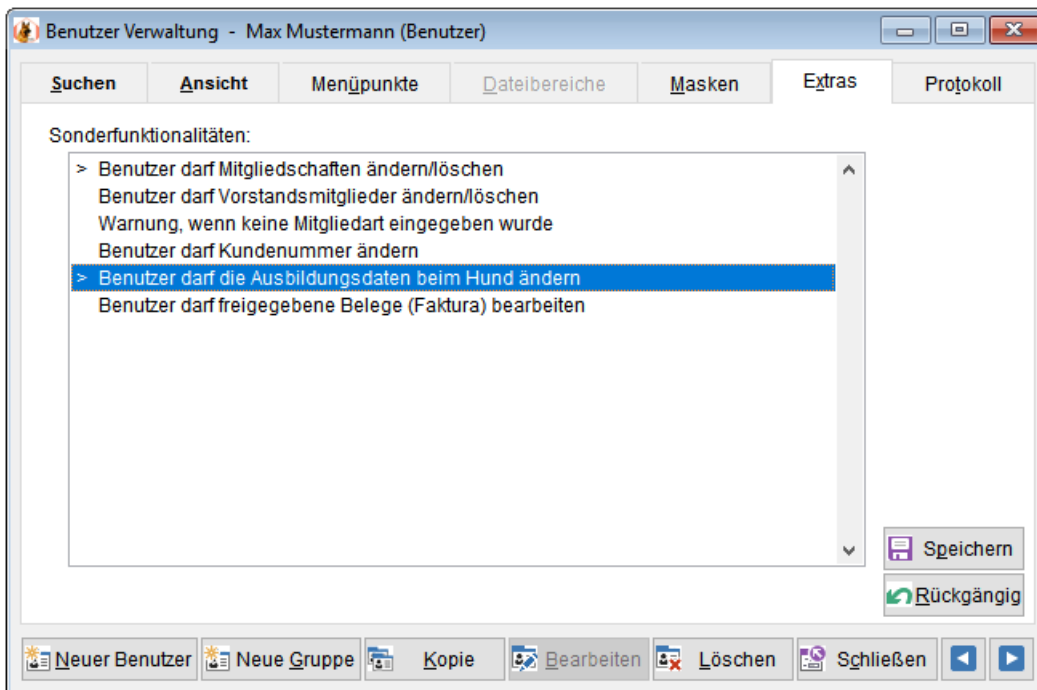 Benutzer Verwaltung - Max Mustermann (Benutzer)
Suchen Ansicht Menüpunkte Dateibereiche Masken Extras Protokoll
Sonderfunktionalitäten:
> Benutzer darf Mitgliedschaften ändern/löschen
Benutzer darf Vorstandsmitglieder ändern/löschen
Warnung, wenn keine Mitgliedart eingegeben wurde
Benutzer darf Kundenummer ändern
> Benutzer darf die Ausbildungsdaten beim Hund ändern
Benutzer darf freigegebene Belege (Faktura) bearbeiten
Speichern
Rückgängig
Neuer Benutzer Neue Gruppe Kopie Bearbeiten Löschen Schließen